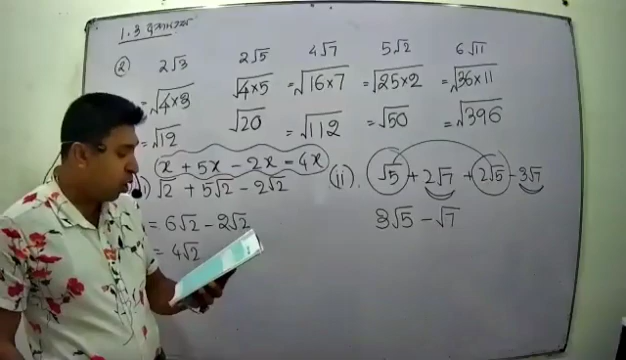 1.3
② 2√3 2√5 4√7 5√2 6√11
= √4×3 √4×5 = √16×7 = √25×2 = √36×11
= √12 √20 = √112 = √50 = √396
x + 5x − 2x = 4x
i) √2 + 5√2 − 2√2 (ii). √5 + 2√7 + 2√5 − 3√7
= 6√2 − 2√2 3√5 − √7
= 4√2